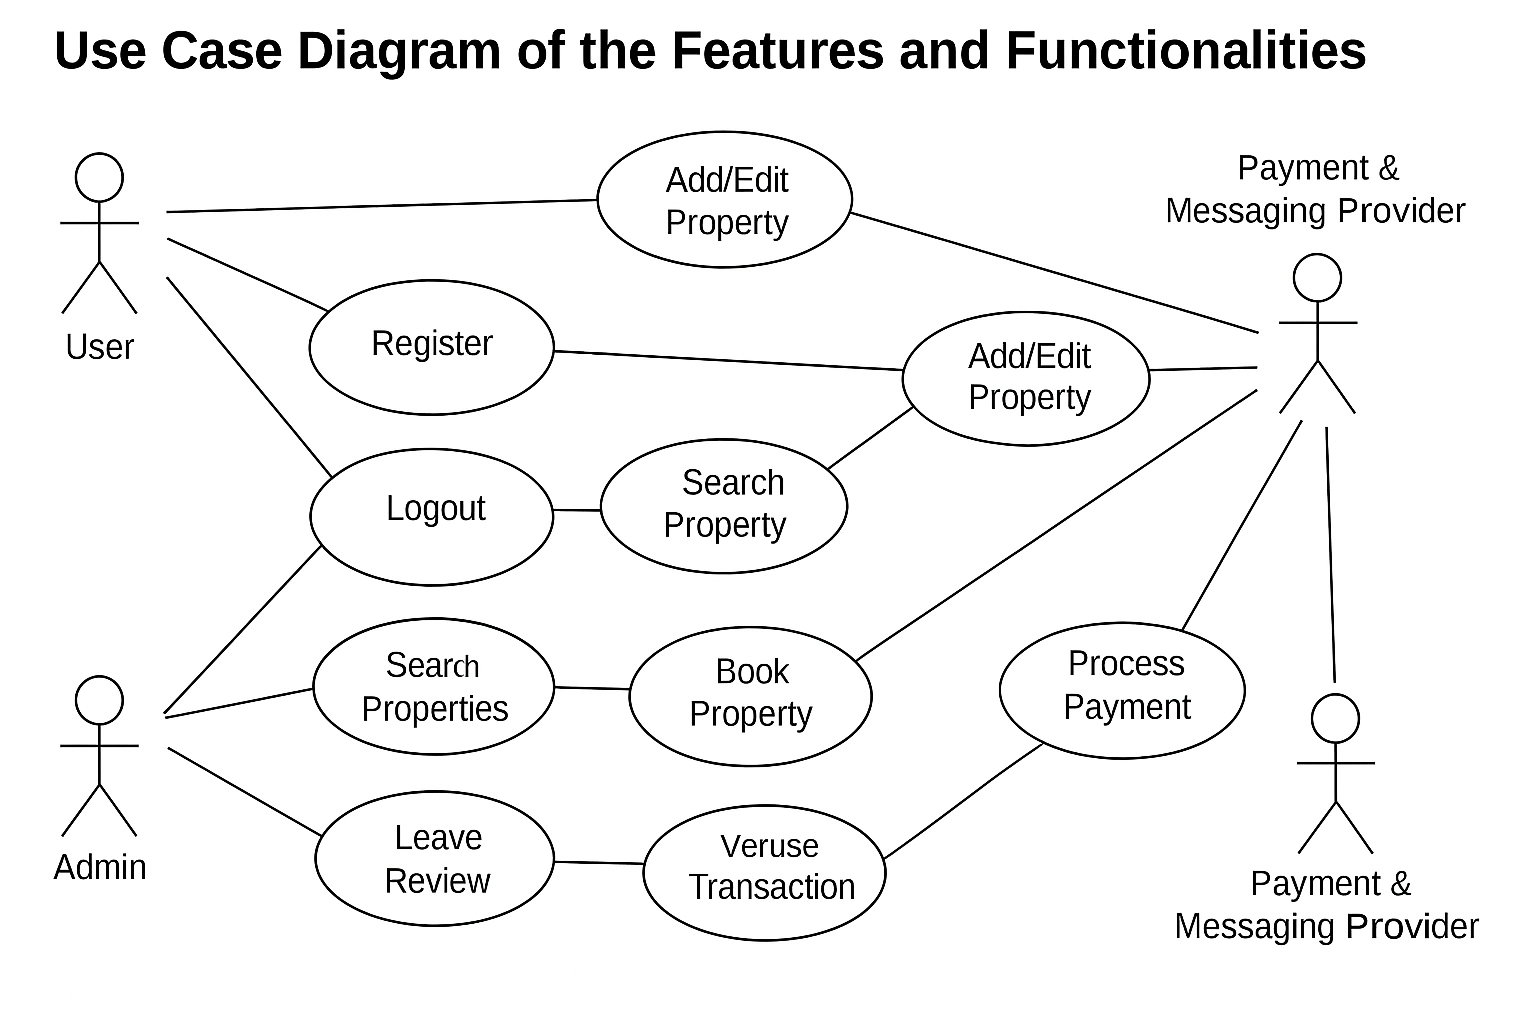 Use Case Diagram of the Features and Functionalities
Add/Edit
Property
Payment &
Messaging Provider
User
Register
Add/Edit
Property
Logout
Search
Property
Search
Properties
Book
Property
Process
Payment
Admin
Leave
Review
Veruse
Transaction
Payment &
Messaging Provider